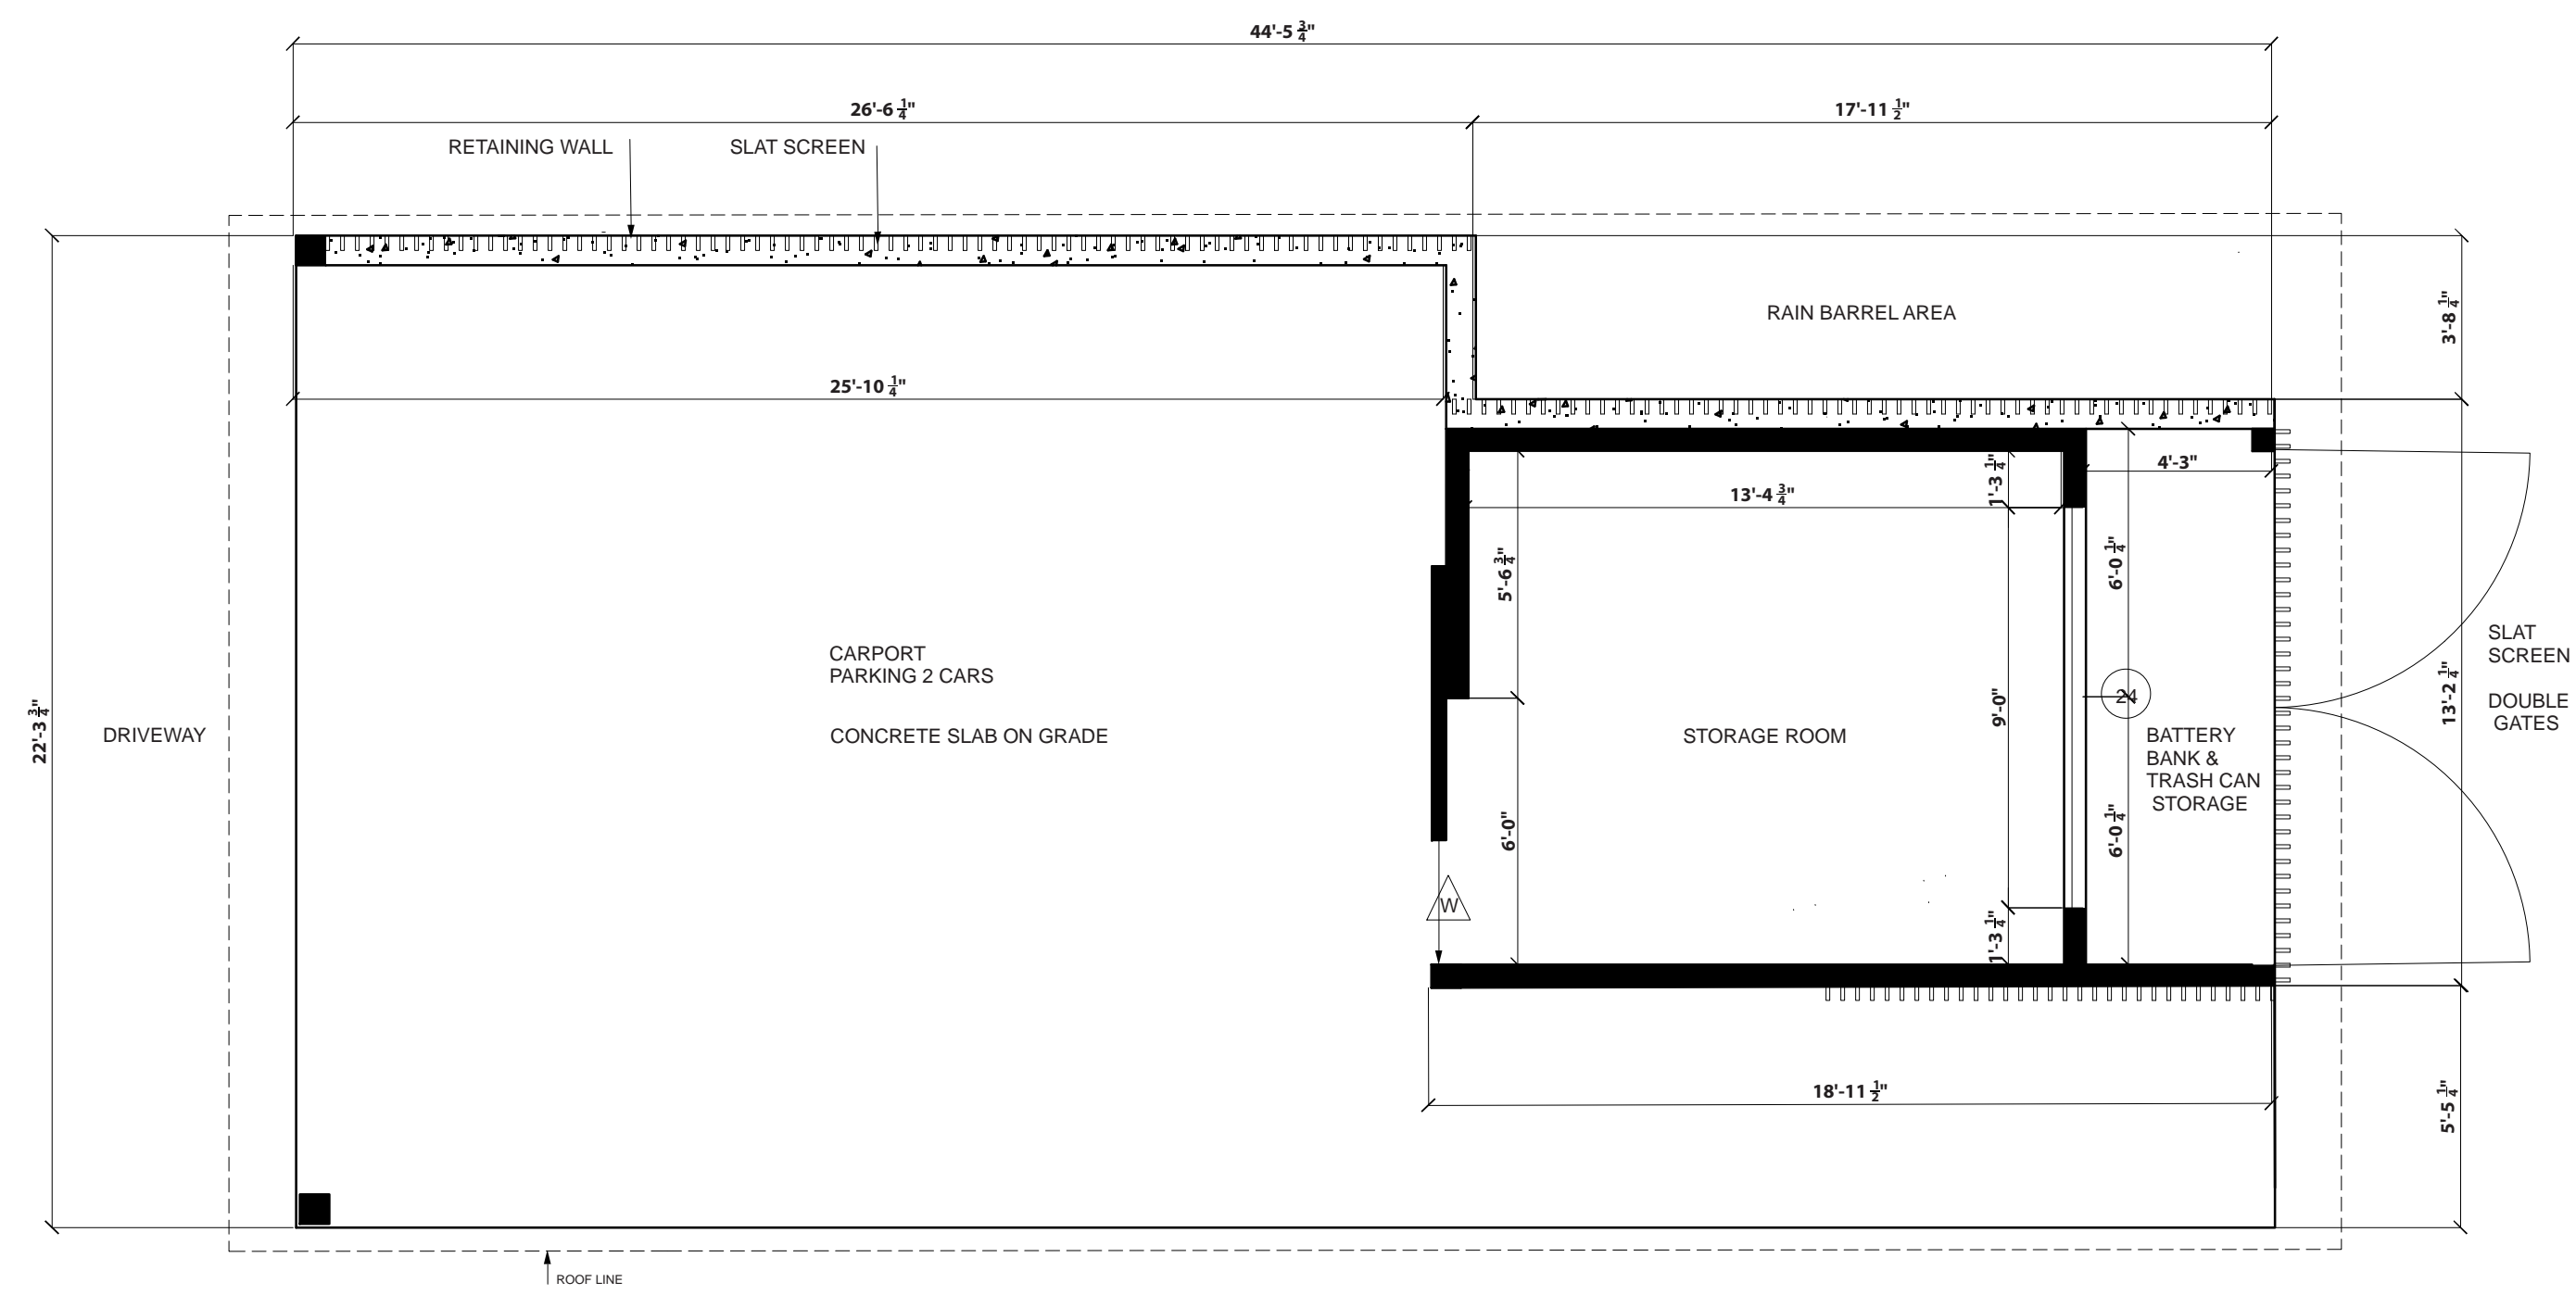 44'-5 3/4"
26'-6 1/4"
17'-11 1/2"
RETAINING WALL
SLAT SCREEN
RAIN BARREL AREA
3'-8 1/4"
25'-10 1/4"
4'-3"
1'-3 1/4"
13'-4 3/4"
5'-6 3/4"
6'-0 1/4"
CARPORT
PARKING 2 CARS
SLAT
SCREEN
24
22'-3 3/4"
DRIVEWAY
CONCRETE SLAB ON GRADE
STORAGE ROOM
9'-0"
13'-2 1/4"
DOUBLE
GATES
BATTERY
BANK &
TRASH CAN
STORAGE
6'-0"
6'-0 1/4"
W
1'-3 1/4"
18'-11 1/2"
5'-5 1/4"
ROOF LINE